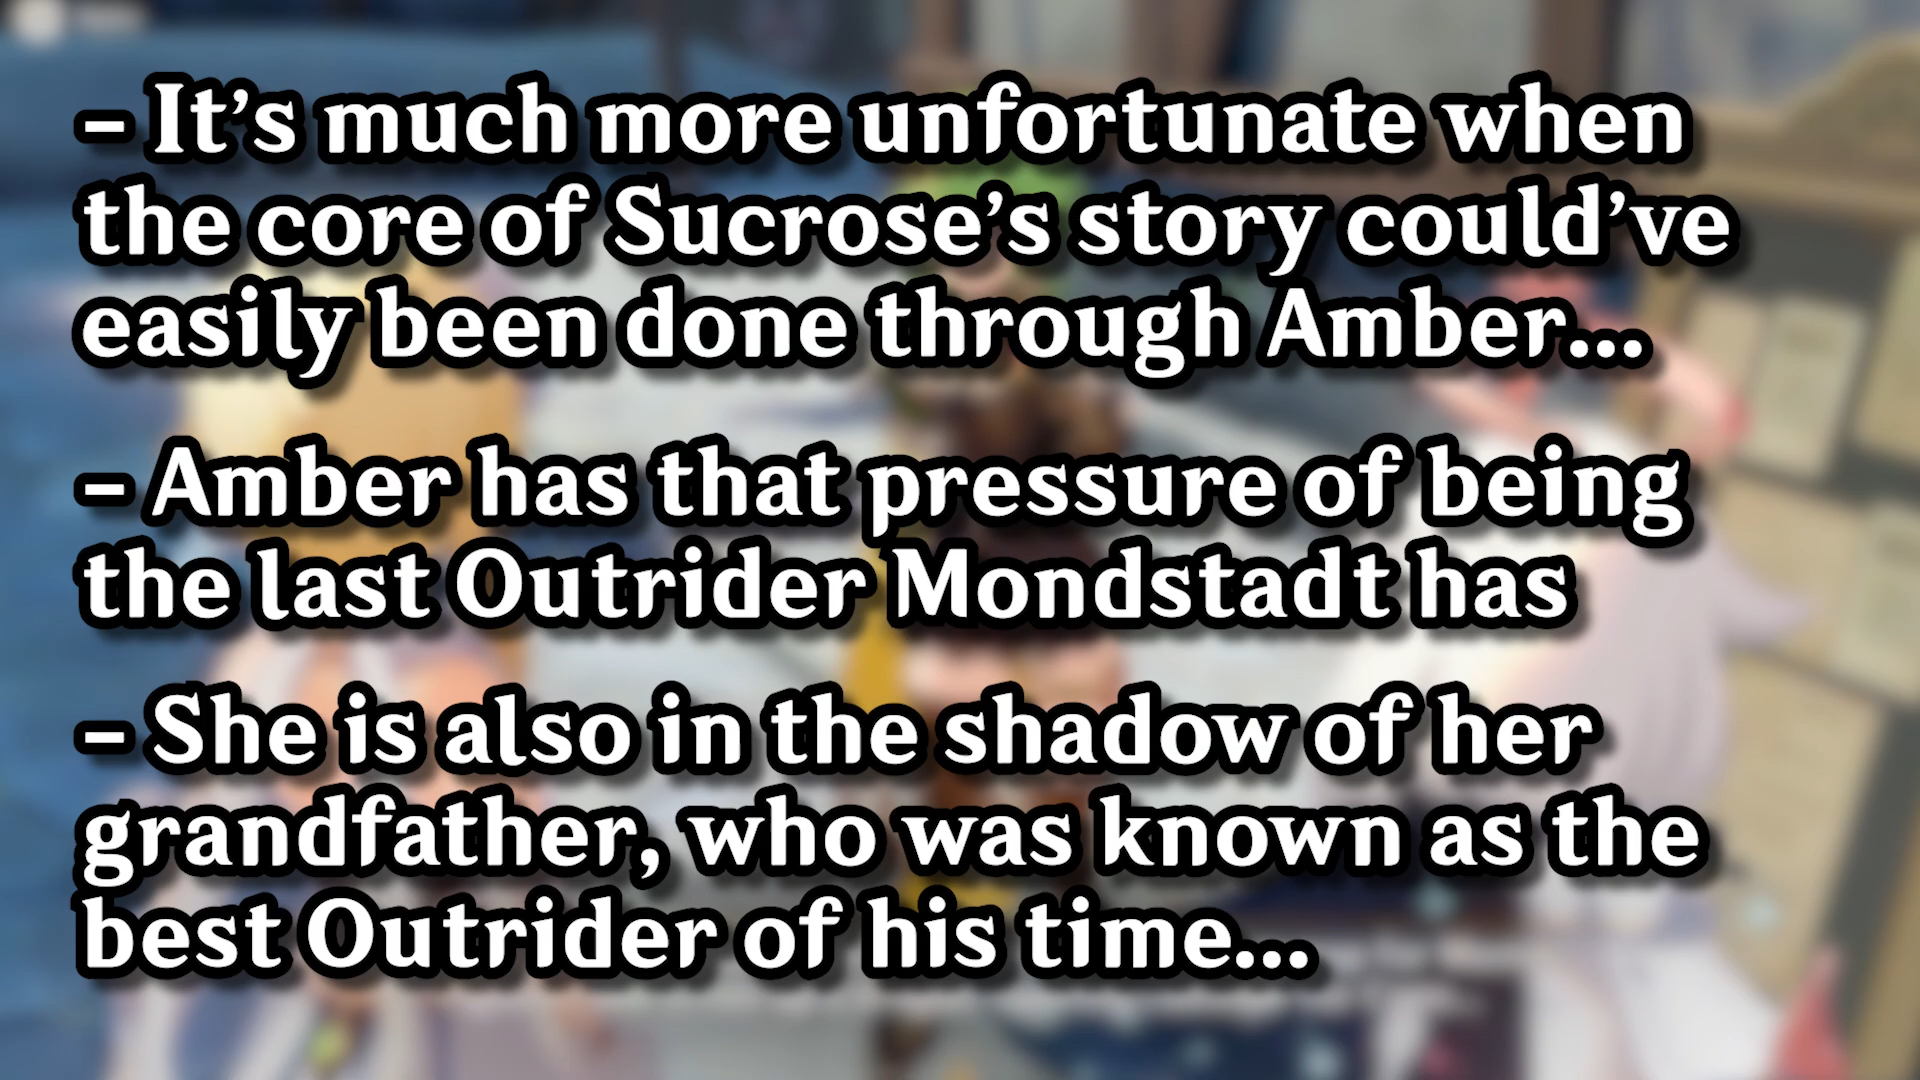 – It’s much more unfortunate when
the core of Sucrose’s story could’ve
easily been done through Amber...
– Amber has that pressure of being
the last Outrider Mondstadt has
– She is also in the shadow of her
grandfather, who was known as the
best Outrider of his time...